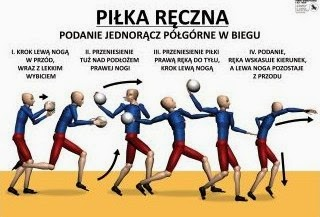 PIŁKA RĘCZNA
PODANIE JEDNORĄCZ PÓŁGÓRNE W BIEGU
I. KROK LEWĄ NOGĄ
W PRZÓD,
WRAZ Z LEKKIM
WYBICIEM
II. PRZENIESIENIE
TUŻ NAD PODŁOŻEM
PRAWEJ NOGI
III. PRZENIESIENIE PIŁKI
PRAWĄ RĘKĄ DO TYŁU,
KROK LEWĄ NOGĄ
IV. PODANIE,
RĘKA WSKASUJE KIERUNEK,
A LEWA NOGA POZOSTAJE
Z PRZODU